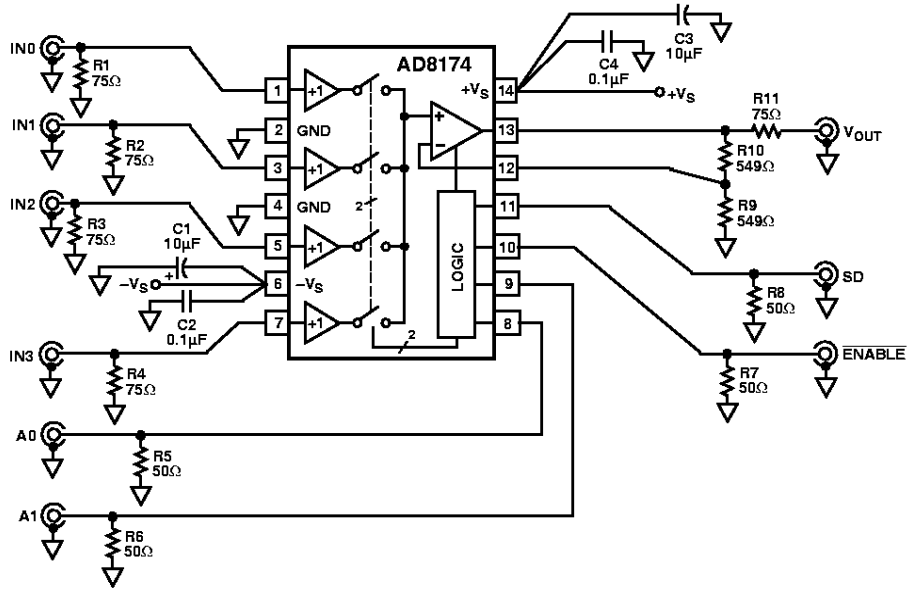 IN0
R1
75Ω
IN1
R2
75Ω
IN2
R3
75Ω
C1
10µF
+
−VS
C2
0.1µF
IN3
R4
75Ω
A0
R5
50Ω
A1
R6
50Ω
AD8174
1
+1
2
GND
3
+1
4
GND
2
5
+1
6
−VS
7
+1
2
LOGIC
+
−
+VS
14
13
12
11
10
9
8
C3
10µF
C4
0.1µF
+VS
R11
75Ω
VOUT
R10
549Ω
R9
549Ω
SD
R8
50Ω
ENABLE
R7
50Ω